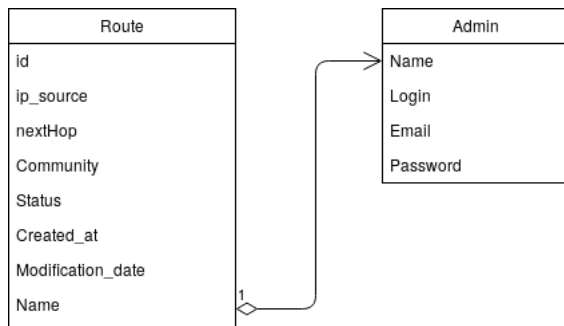 Route
id
ip_source
nextHop
Community
Status
Created_at
Modification_date
Name
1
Admin
Name
Login
Email
Password